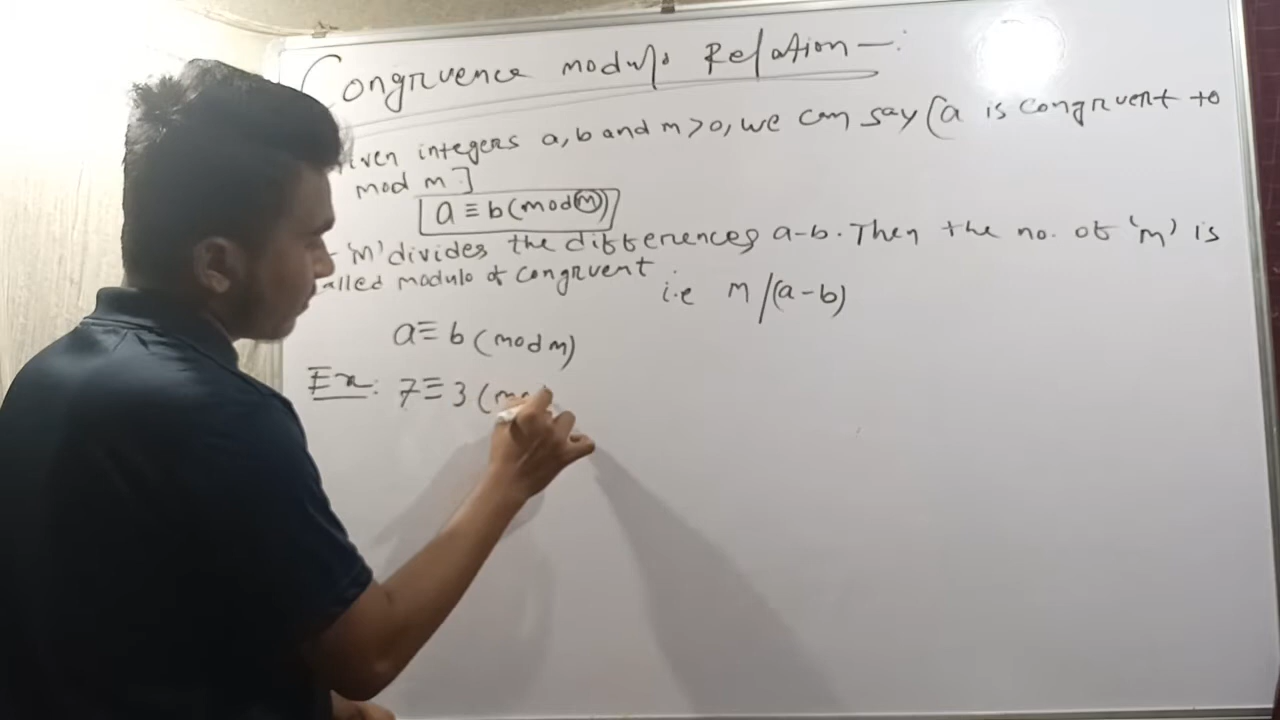 Congruence modulo Relation —:
iven integers a, b and m > 0, we can say (a is congruent to
mod m]
a ≡ b (mod m)
'm' divides the differences a-b. Then the no. of 'm' is
alled modulo of congruent
i.e m/(a-b)
a ≡ b (mod m)
Ex: 7 ≡ 3 (mo